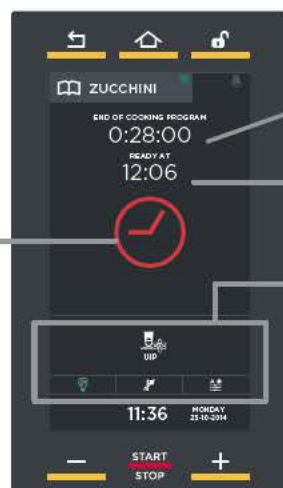 ZUCCHINI
END OF COOKING PROGRAM
0:28:00
READY AT
12:06
VIP
11:36
MONDAY
23-10-2014
START
STOP